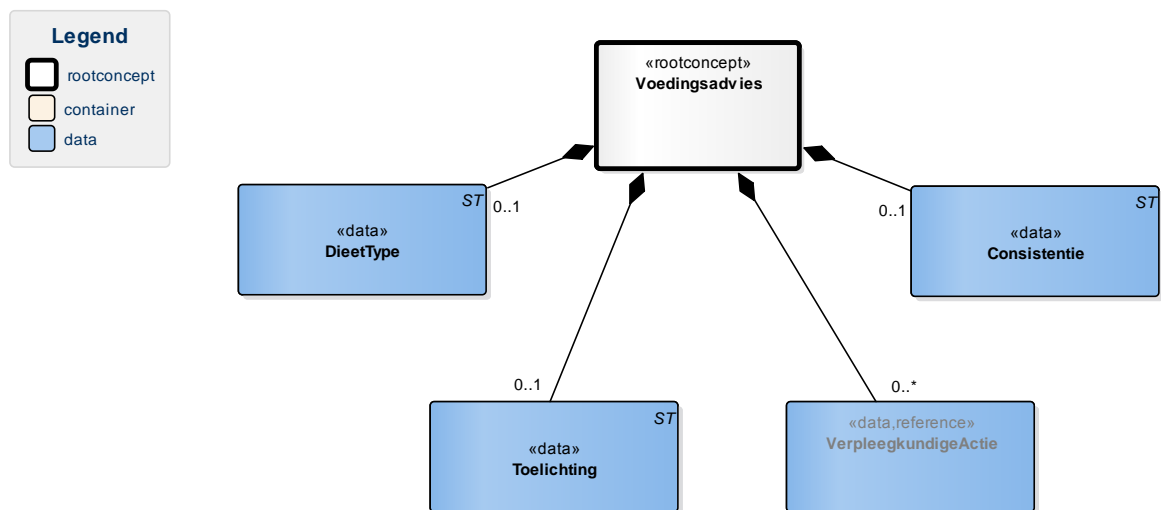 Legend
rootconcept
container
data
«rootconcept»
Voedingsadvies
ST
0..1
«data»
DieetType
ST
0..1
«data»
Consistentie
0..1
0..*
ST
«data»
Toelichting
«data,reference»
VerpleegkundigeActie